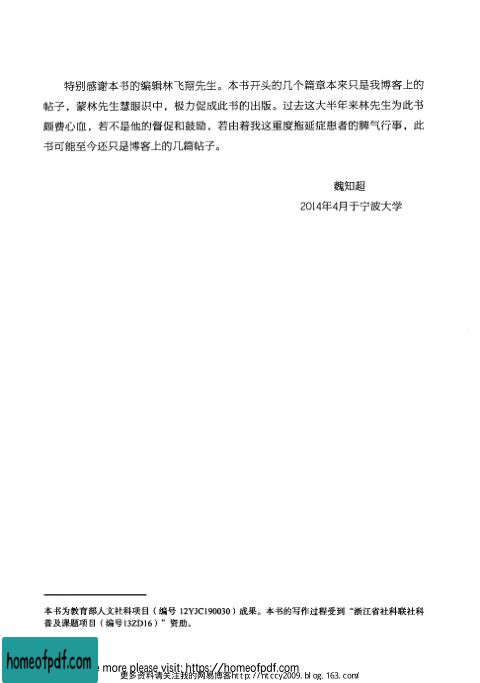 特别感谢本书的编辑林飞翔先生。本书开头的几个篇章本来只是我博客上的
帖子，蒙林先生慧眼识中，极力促成此书的出版。过去这大半年来林先生为此书
颇费心血，若不是他的督促和鼓励，若由着我这重度拖延症患者的脾气行事，此
书可能至今还只是博客上的几篇帖子。
魏知超
2014年4月于宁波大学
本书为教育部人文社科项目（编号 12YJC190030）成果。本书的写作过程受到“浙江省社科联社科
普及课题项目（编号13ZD16）”资助。
homeofpdf.com
e more please visit: https://homeofpdf.com
更多资料请关注我的网易博客http://ntccy2009.blog.163.com/